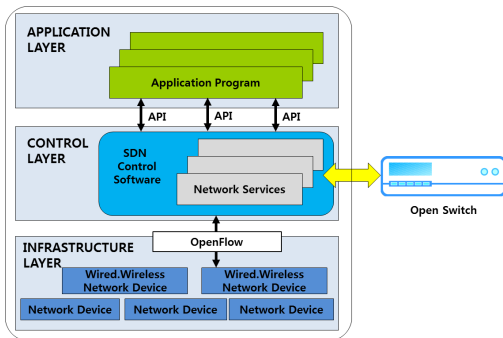 APPLICATION
LAYER
Application Program
API
API
API
CONTROL
LAYER
SDN
Control
Software
Network Services
Open Switch
OpenFlow
INFRASTRUCTURE
LAYER
Wired.Wireless
Network Device
Wired.Wireless
Network Device
Network Device
Network Device
Network Device